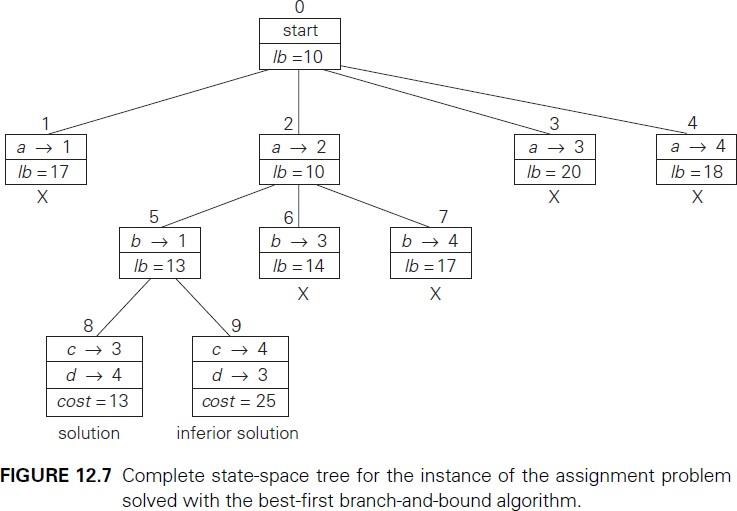 0
start
lb =10
1
2
3
4
a → 1
a → 2
a → 3
a → 4
lb =17
lb =10
lb = 20
lb =18
X
X
X
5
6
7
b → 1
b → 3
b → 4
lb =13
lb =14
lb =17
X
X
8
9
c → 3
c → 4
d → 4
d → 3
cost =13
cost = 25
solution
inferior solution
FIGURE 12.7 Complete state-space tree for the instance of the assignment problem
solved with the best-first branch-and-bound algorithm.